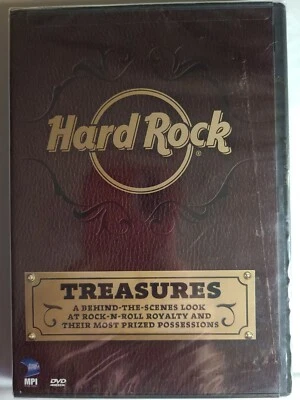 Hard Rock®
TREASURES
A BEHIND-THE-SCENES LOOK
AT ROCK-N-ROLL ROYALTY AND
THEIR MOST PRIZED POSSESSIONS
MPI DVD